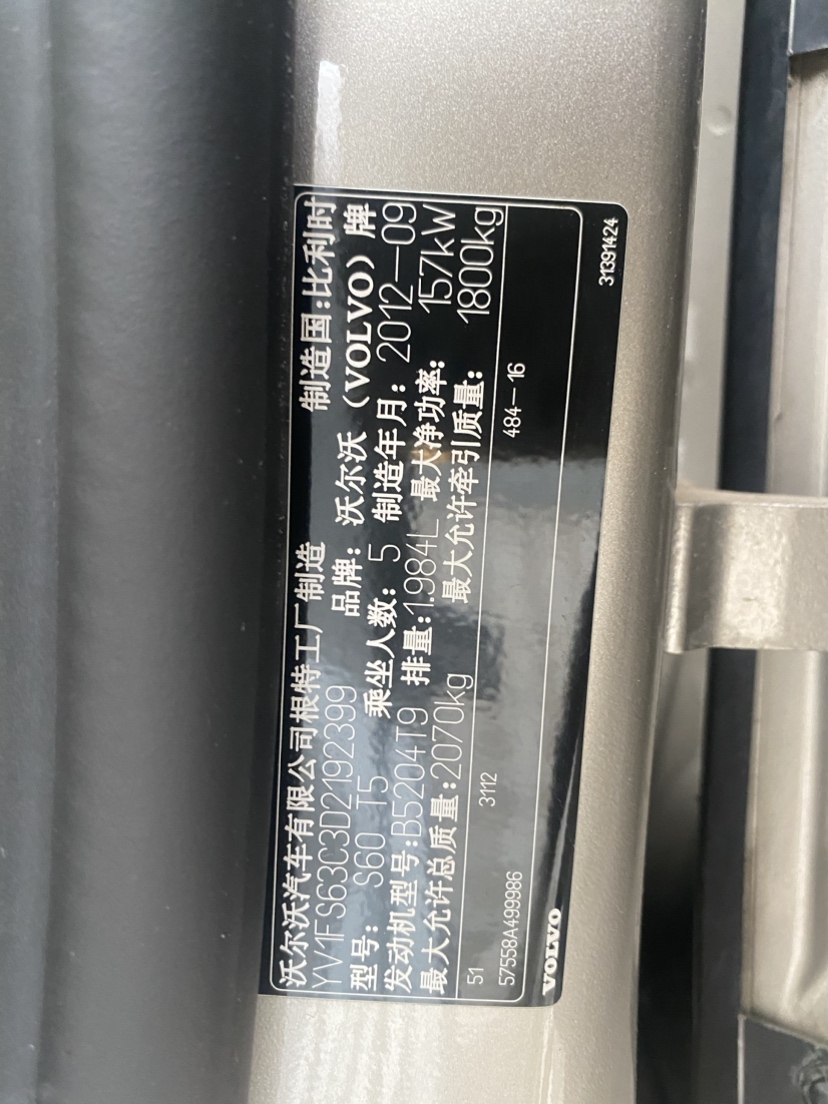 沃尔沃汽车有限公司根特工厂制造 制造国:比利时
YV1FS63C3D2192399 品牌: 沃尔沃 (VOLVO) 牌
型号: S60 T5 乘坐人数: 5 制造年月: 2012—09
发动机型号:B5204T9 排量:1.984L 最大净功率: 157kW
最大允许总质量:2070kg 最大允许牵引质量: 1800kg
51 3112 484—16
57558A499986
VOLVO 31391424